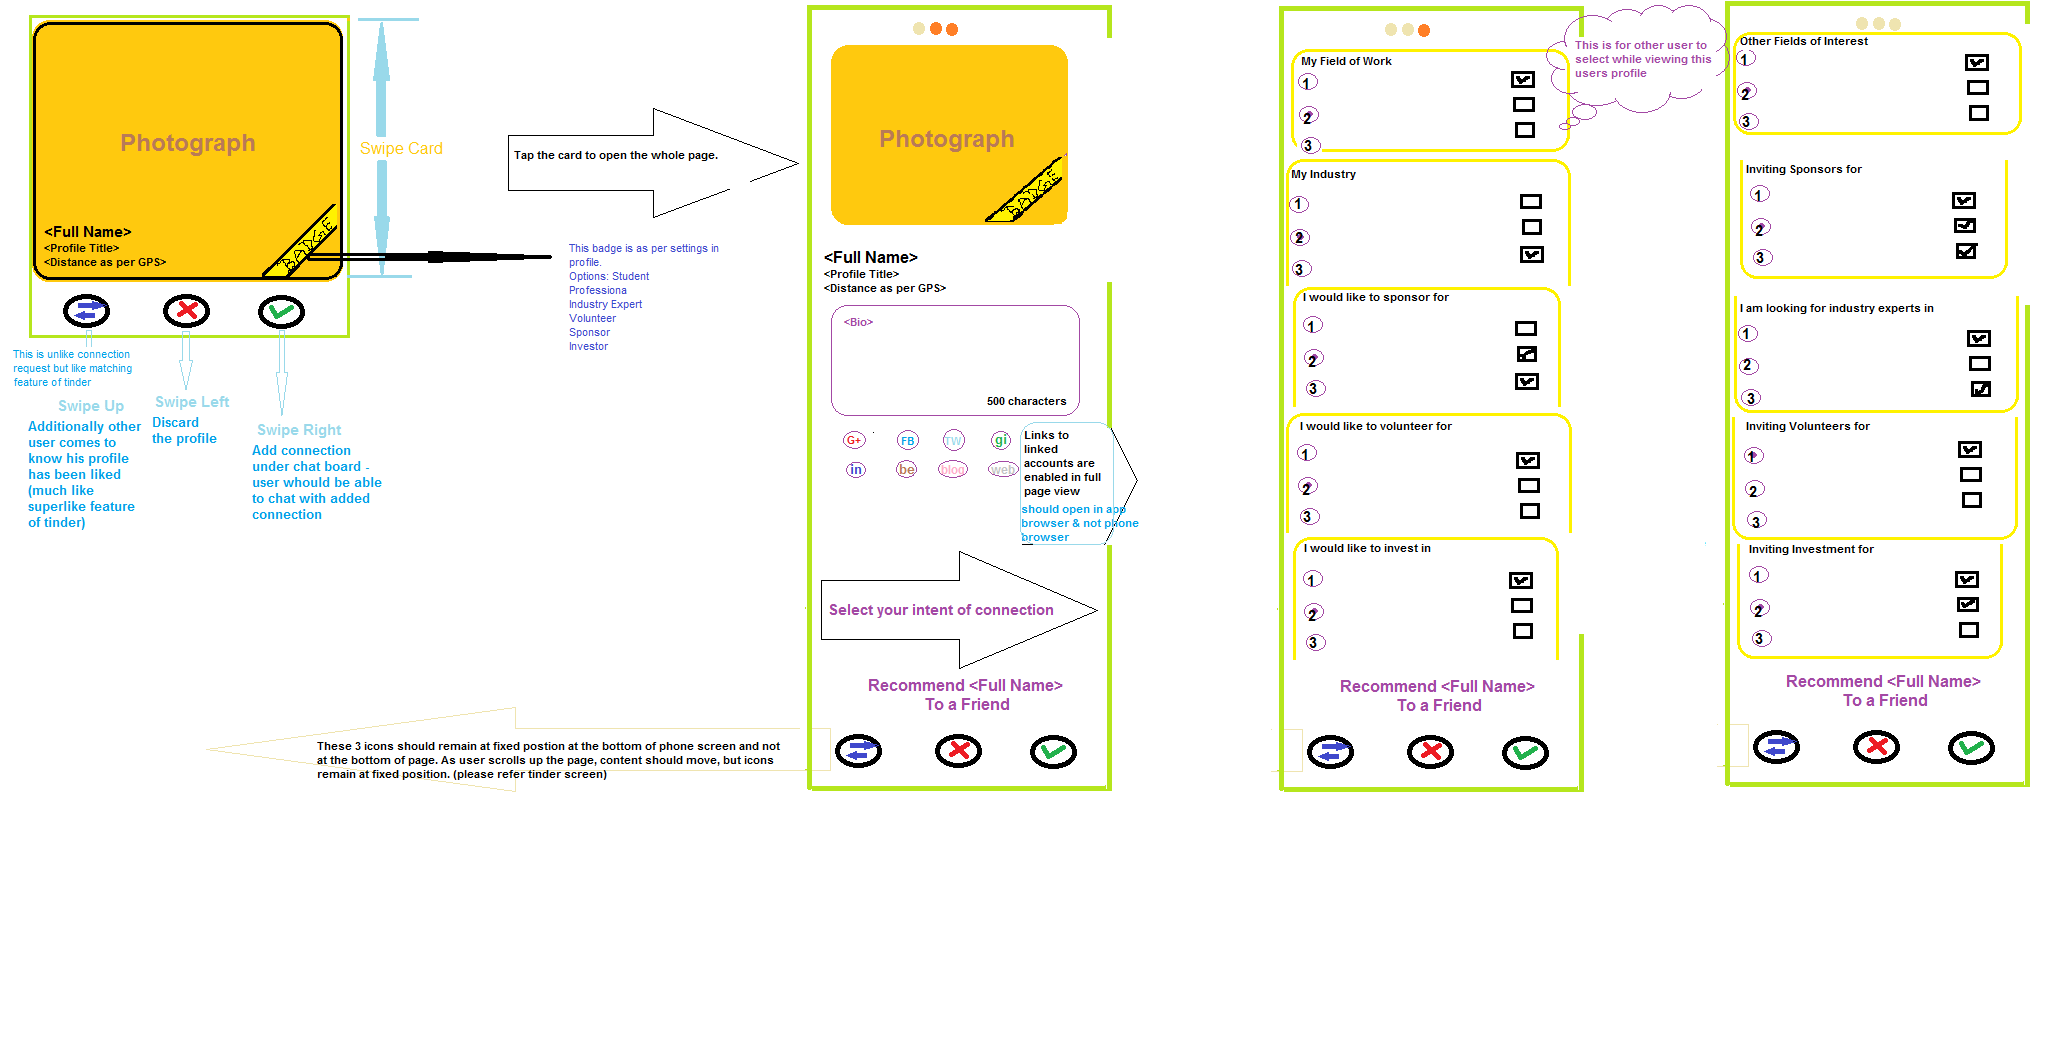 Photograph
<Full Name>
<Profile Title>
<Distance as per GPS>
BADGE
Swipe Card
This is unlike connection
request but like matching
feature of tinder
Swipe Up
Additionally other
user comes to
know his profile
has been liked
(much like
superlike feature
of tinder)
Swipe Left
Discard
the profile
Swipe Right
Add connection
under chat board -
user whould be able
to chat with added
connection
Tap the card to open the whole page.
This badge is as per settings in
profile.
Options: Student
Professiona
Industry Expert
Volunteer
Sponsor
Investor
Photograph
BADGE
<Full Name>
<Profile Title>
<Distance as per GPS>
<Bio>
500 characters
G+ FB TW gi
in be blog web
Links to
linked
accounts are
enabled in full
page view
should open in app
browser & not phone
browser
Select your intent of connection
Recommend <Full Name>
To a Friend
These 3 icons should remain at fixed postion at the bottom of phone screen and not
at the bottom of page. As user scrolls up the page, content should move, but icons
remain at fixed position. (please refer tinder screen)
My Field of Work
1
2
3
My Industry
1
2
3
I would like to sponsor for
1
2
3
I would like to volunteer for
1
2
3
I would like to invest in
1
2
3
Recommend <Full Name>
To a Friend
This is for other user to
select while viewing this
users profile
Other Fields of Interest
1
2
3
Inviting Sponsors for
1
2
3
I am looking for industry experts in
1
2
3
Inviting Volunteers for
1
2
3
Inviting Investment for
1
2
3
Recommend <Full Name>
To a Friend